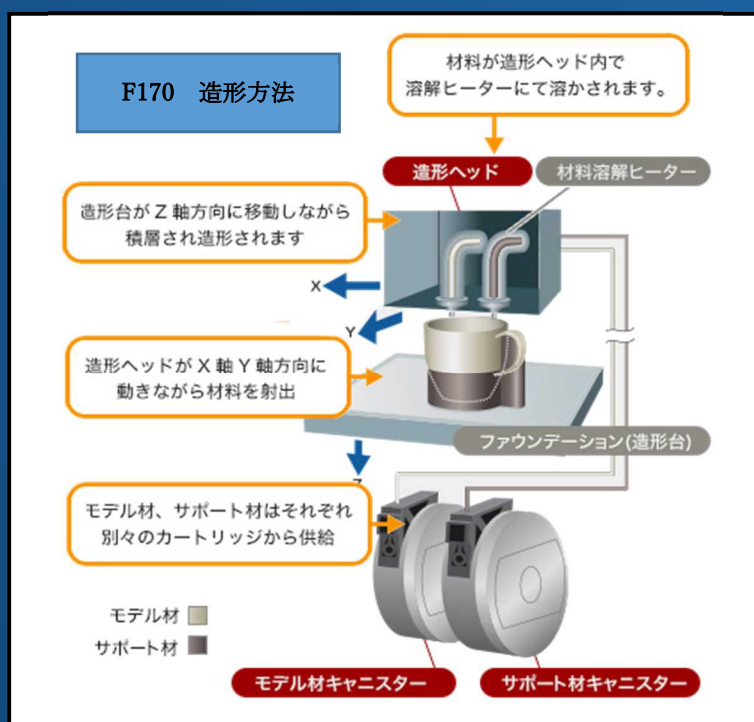 F170 造形方法
材料が造形ヘッド内で
溶解ヒーターにて溶かされます。
造形ヘッド
材料溶解ヒーター
造形台が Z 軸方向に移動しながら
積層され造形されます
X
Y
造形ヘッドが X 軸 Y 軸方向に
動きながら材料を射出
ファウンデーション(造形台)
Z
モデル材、サポート材はそれぞれ
別々のカートリッジから供給
モデル材
サポート材
モデル材キャニスター
サポート材キャニスター